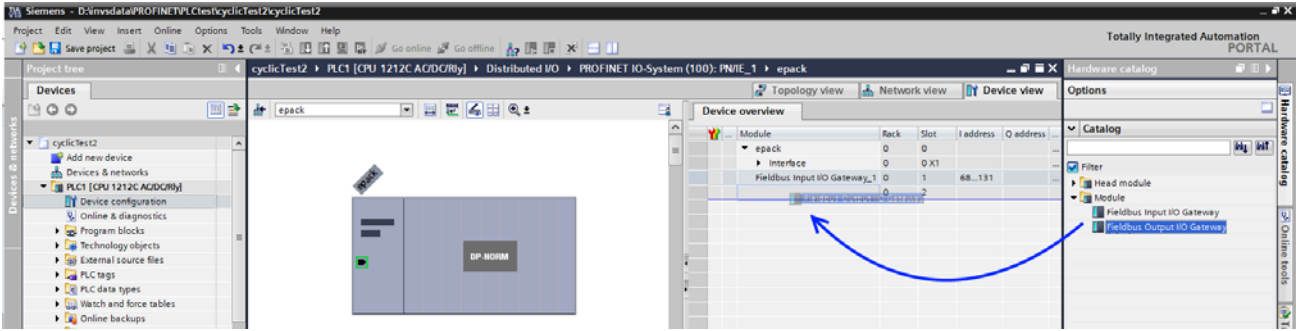 Siemens - D:\invsdata\PROFINET\PLCtest\cyclicTest2\cyclicTest2
Project Edit View Insert Online Options Tools Window Help
Totally Integrated Automation
PORTAL
Save project Go online Go offline
Project tree
cyclicTest2 PLC1 [CPU 1212C AC/DC/Rly] Distributed I/O PROFINET IO-System (100): PN/IE_1 epack
Hardware catalog
Devices
Topology view Network view Device view
Options
epack
Device overview
Module Rack Slot I address Q address
epack 0 0
Interface 0 0 X1
Fieldbus Input I/O Gateway_1 0 1 68...131
0 2
Fieldbus Output I/O Gateway
Catalog
Filter
Head module
Module
Fieldbus Input I/O Gateway
Fieldbus Output I/O Gateway
cyclicTest2
Add new device
Devices & networks
PLC1 [CPU 1212C AC/DC/Rly]
Device configuration
Online & diagnostics
Program blocks
Technology objects
External source files
PLC tags
PLC data types
Watch and force tables
Online backups
epack
DP-NORM
Devices & networks
Hardware catalog
Online tools